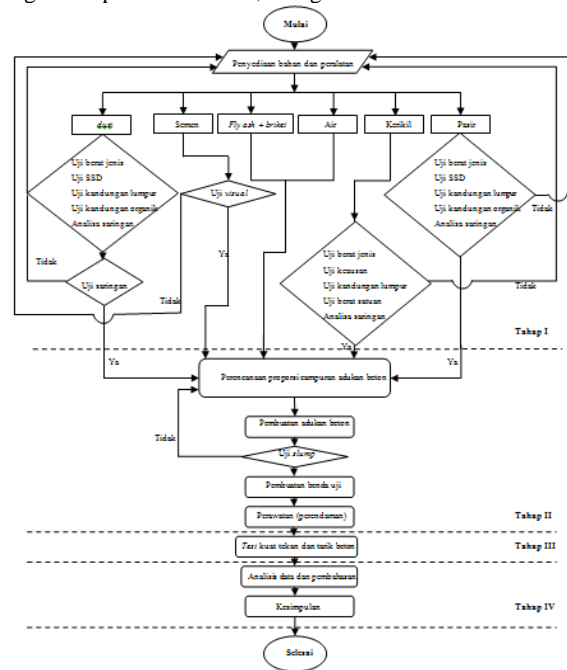 Mulai
Penyediaan bahan dan peralatan
dust
Semen
Fly ash + briket
Air
Kerikil
Pasir
Uji berat jenis
Uji SSD
Uji kandungan lumpur
Uji kandungan organik
Analisa saringan
Uji visual
Uji berat jenis
Uji SSD
Uji kandungan lumpur
Uji kandungan organik
Analisa saringan
Tidak
Ya
Uji berat jenis
Uji keausan
Uji kandungan lumpur
Uji berat satuan
Analisa saringan
Tidak
Uji saringan
Tidak
Tidak
Tahap I
Ya
Ya
Ya
Perencanaan proporsi campuran adukan beton
Pembuatan adukan beton
Tidak
Uji slump
Pembuatan benda uji
Perawatan (perendaman)
Tahap II
Test kuat tekan dan tarik beton
Tahap III
Analisis data dan pembahasan
Kesimpulan
Tahap IV
Selesai